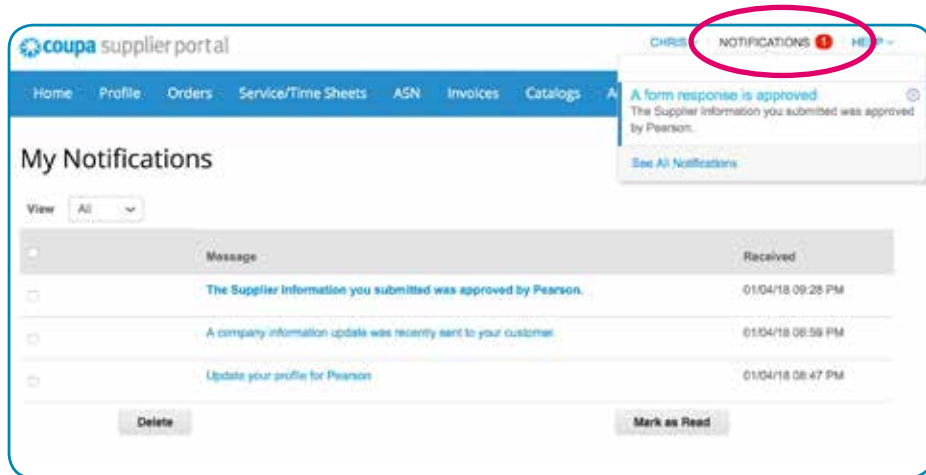 coupa supplier portal
CHRIS NOTIFICATIONS 1 HELP
Home Profile Orders Service/Time Sheets ASN Invoices Catalogs A
A form response is approved
The Supplier Information you submitted was approved
by Pearson.
See All Notifications
My Notifications
View All
Message Received
The Supplier Information you submitted was approved by Pearson. 01/04/18 09:28 PM
A company information update was recently sent to your customer. 01/04/18 08:59 PM
Update your profile for Pearson 01/04/18 08:47 PM
Delete Mark as Read